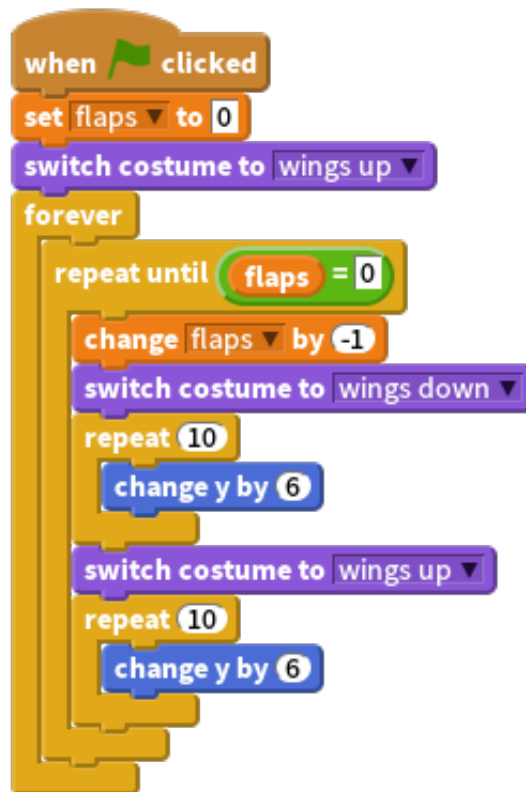 when clicked
set flaps ▼ to 0
switch costume to wings up ▼
forever
repeat until flaps = 0
change flaps ▼ by -1
switch costume to wings down ▼
repeat 10
change y by 6
switch costume to wings up ▼
repeat 10
change y by 6